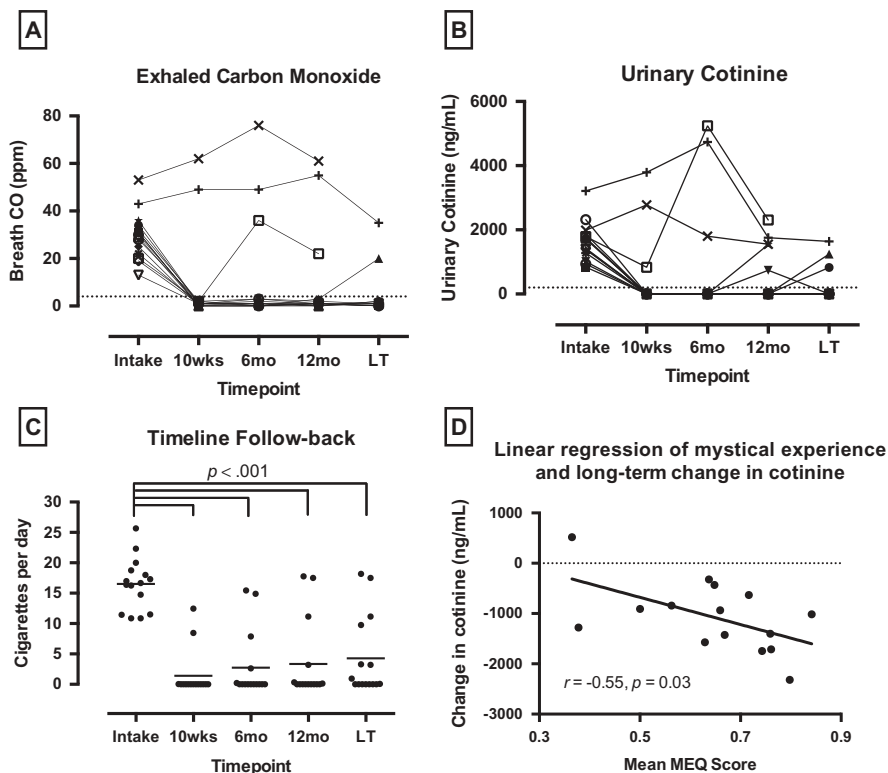 A
Exhaled Carbon Monoxide
Breath CO (ppm)
80
60
40
20
0
Intake 10wks 6mo 12mo LT
Timepoint
B
Urinary Cotinine
Urinary Cotinine (ng/mL)
6000
4000
2000
0
Intake 10wks 6mo 12mo LT
Timepoint
C
Timeline Follow-back
p < .001
Cigarettes per day
30
25
20
15
10
5
0
Intake 10wks 6mo 12mo LT
Timepoint
D
Linear regression of mystical experience
and long-term change in cotinine
Change in cotinine (ng/mL)
1000
0
-1000
-2000
-3000
r = -0.55, p = 0.03
0.3 0.5 0.7 0.9
Mean MEQ Score